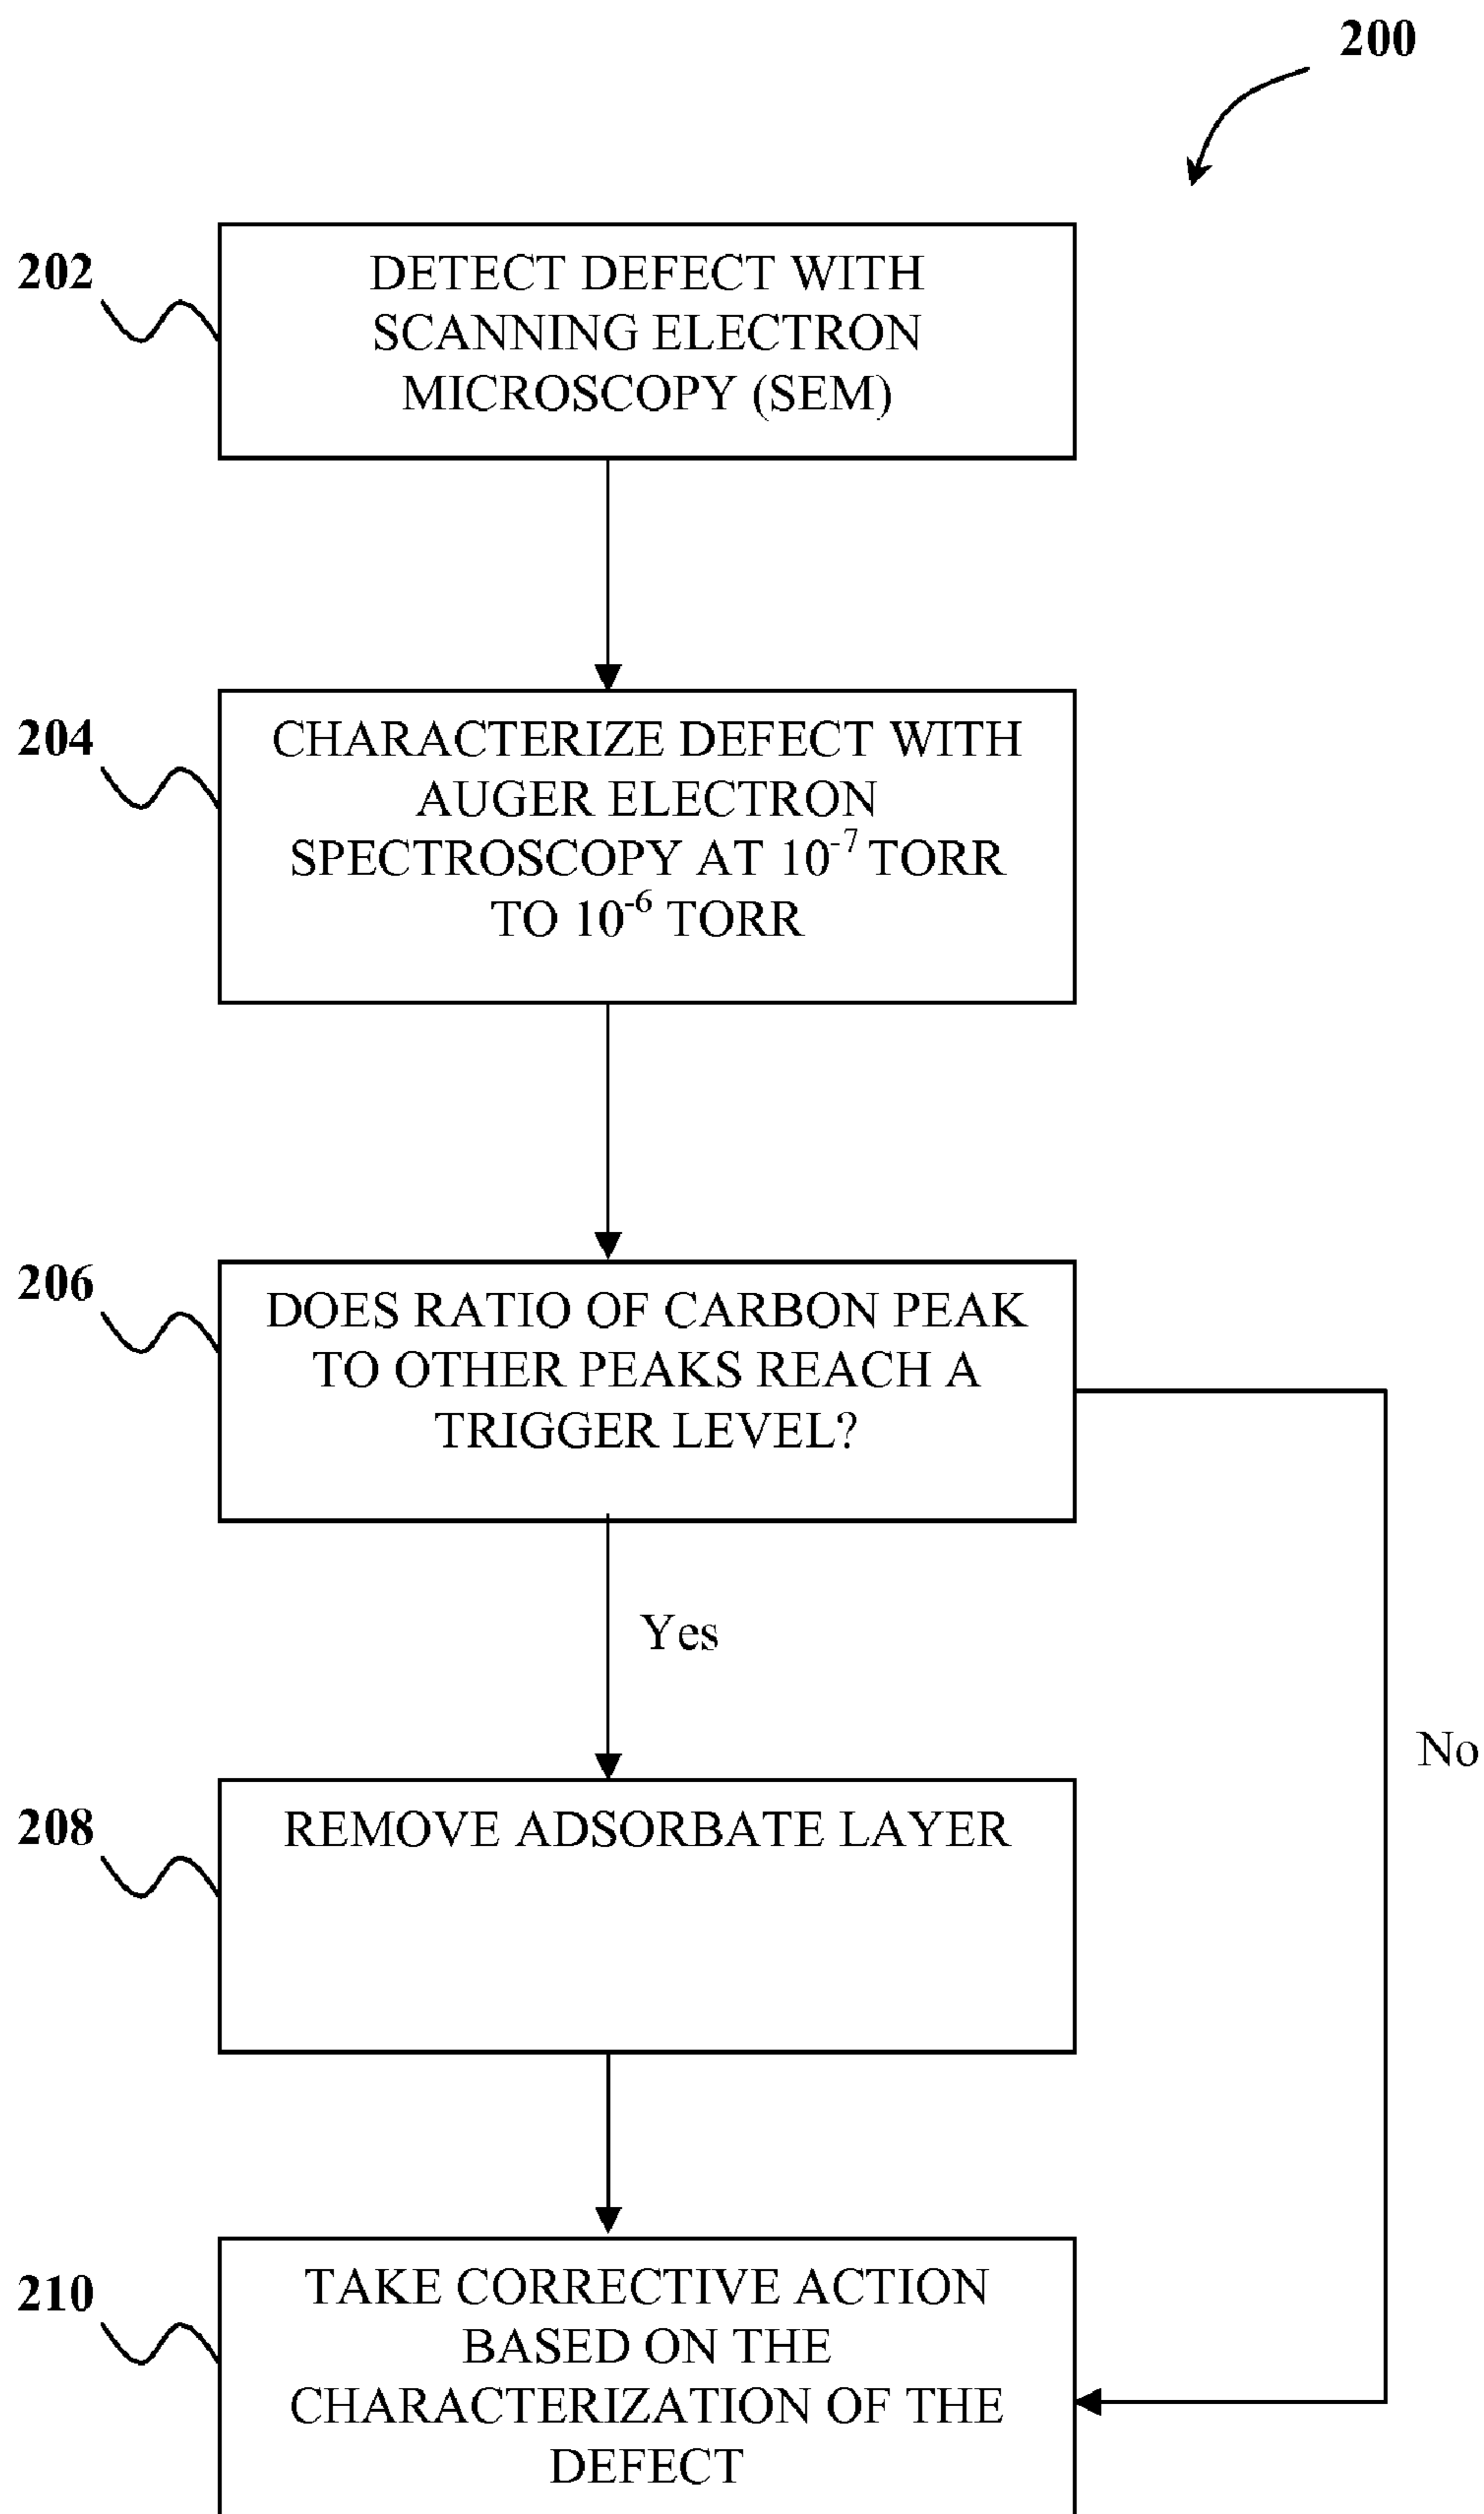 200
202
DETECT DEFECT WITH
SCANNING ELECTRON
MICROSCOPY (SEM)
204
CHARACTERIZE DEFECT WITH
AUGER ELECTRON
SPECTROSCOPY AT 10⁻⁷ TORR
TO 10⁻⁶ TORR
206
DOES RATIO OF CARBON PEAK
TO OTHER PEAKS REACH A
TRIGGER LEVEL?
Yes
No
208
REMOVE ADSORBATE LAYER
210
TAKE CORRECTIVE ACTION
BASED ON THE
CHARACTERIZATION OF THE
DEFECT